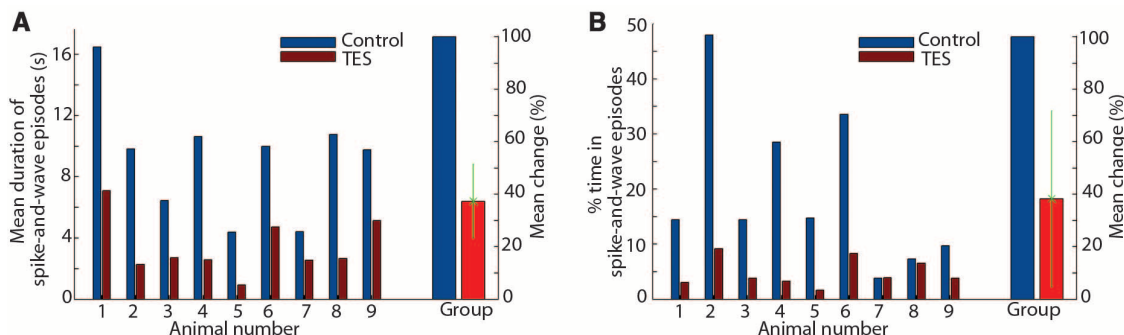 A
Mean duration of
spike-and-wave episodes (s)
16
12
8
4
0
Control
TES
1 2 3 4 5 6 7 8 9
Animal number
Group
100
80
60
40
20
0
Mean change (%)
B
% time in
spike-and-wave episodes
50
40
30
20
10
0
Control
TES
1 2 3 4 5 6 7 8 9
Animal number
Group
100
80
60
40
20
0
Mean change (%)